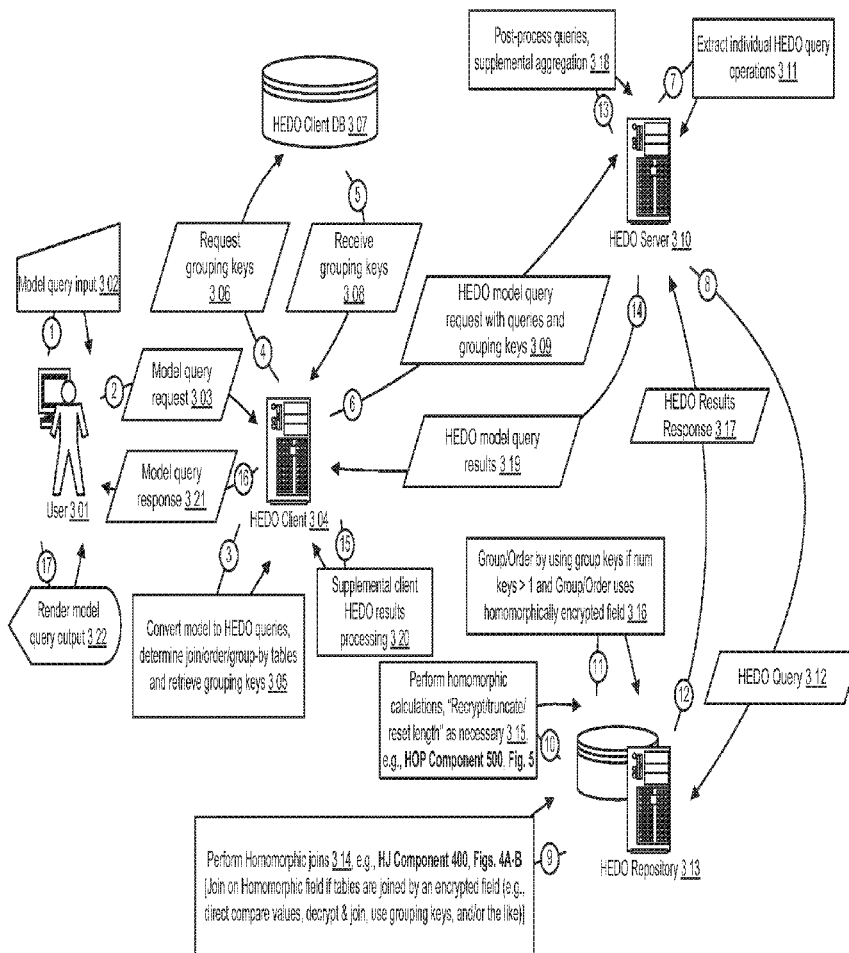 Post-process queries,
supplemental aggregation 3.18
7
Extract individual HEDO query
operations 3.11
13
HEDO Client DB 3.07
5
HEDO Server 3.10
8
Request
grouping keys
3.06
Receive
grouping keys
3.08
Model query input 3.02
1
HEDO model query
request with queries and
grouping keys 3.09
14
4
2
Model query
request 3.03
6
HEDO Results
Response 3.17
HEDO model query
results 3.19
Model query
response 3.21
16
User 3.01
HEDO Client 3.04
17
3
15
Render model
query output 3.22
Convert model to HEDO queries,
determine join/order/group-by tables
and retrieve grouping keys 3.05
Supplemental client
HEDO results
processing 3.20
Group/Order by using group keys if num
keys > 1 and Group/Order uses
homomorphically encrypted field 3.16
11
12
HEDO Query 3.12
Perform homomorphic
calculations, "Recrypt/truncate/
reset length" as necessary 3.15,
e.g., HOP Component 500, Fig. 5
10
Perform Homomorphic joins 3.14, e.g., HJ Component 400, Figs. 4A-B
[Join on Homomorphic field if tables are joined by an encrypted field (e.g.,
direct compare values, decrypt & join, use grouping keys, and/or the like)]
9
HEDO Repository 3.13